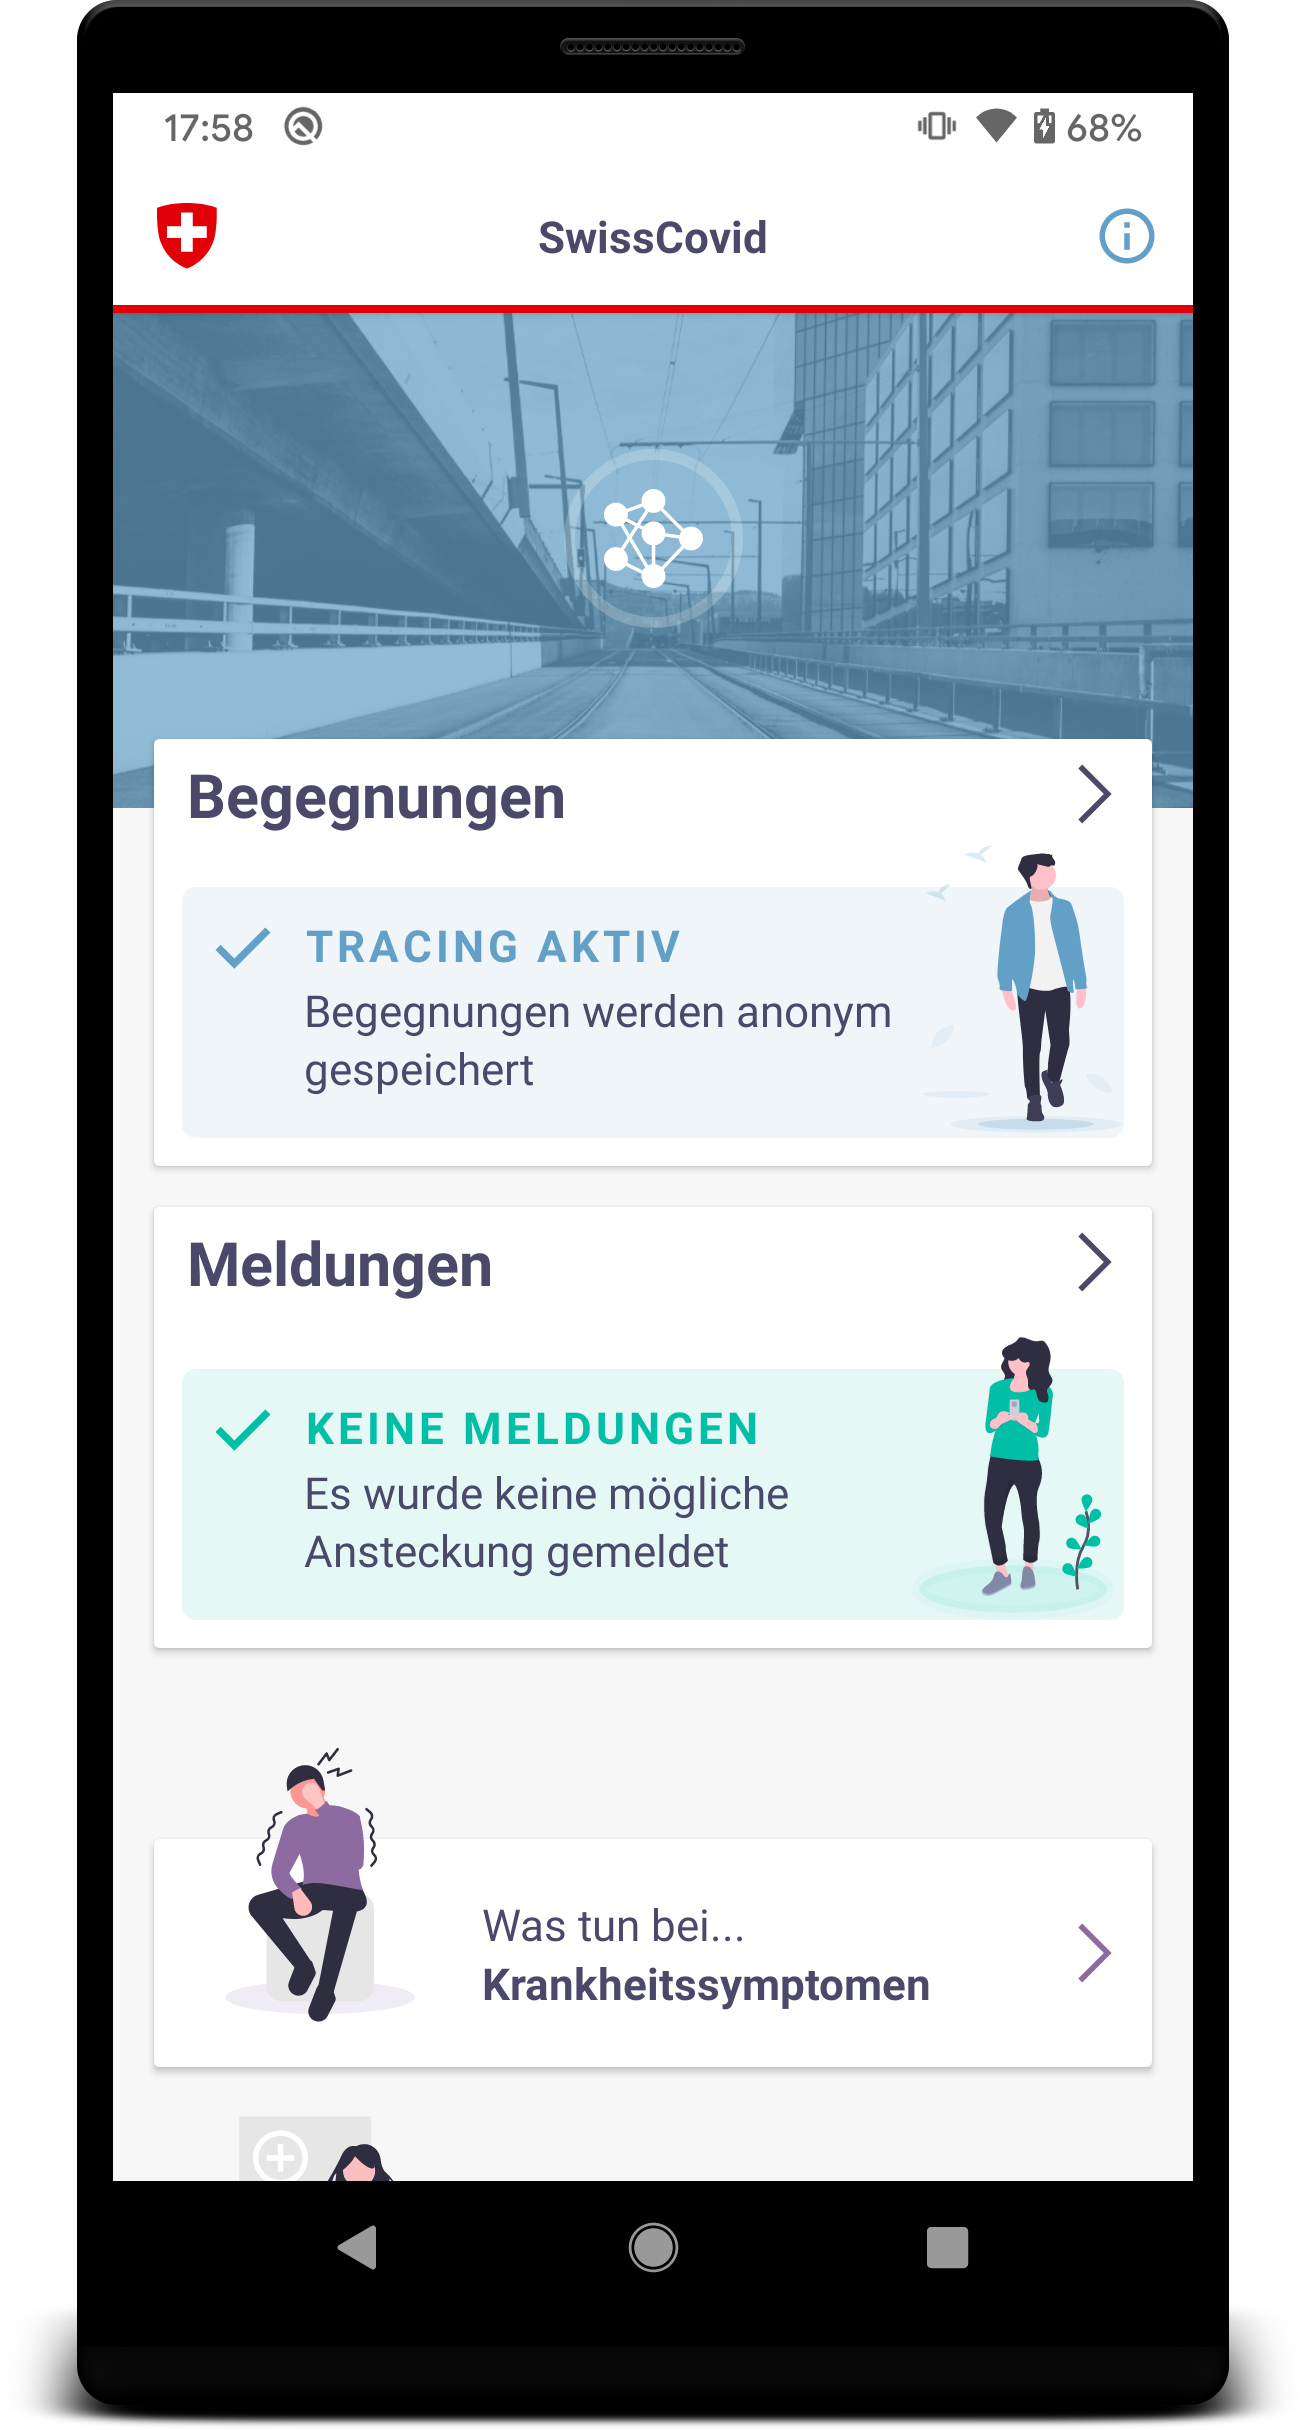 17:58
68%
SwissCovid
Begegnungen
TRACING AKTIV
Begegnungen werden anonym
gespeichert
Meldungen
KEINE MELDUNGEN
Es wurde keine mögliche
Ansteckung gemeldet
Was tun bei...
Krankheitssymptomen